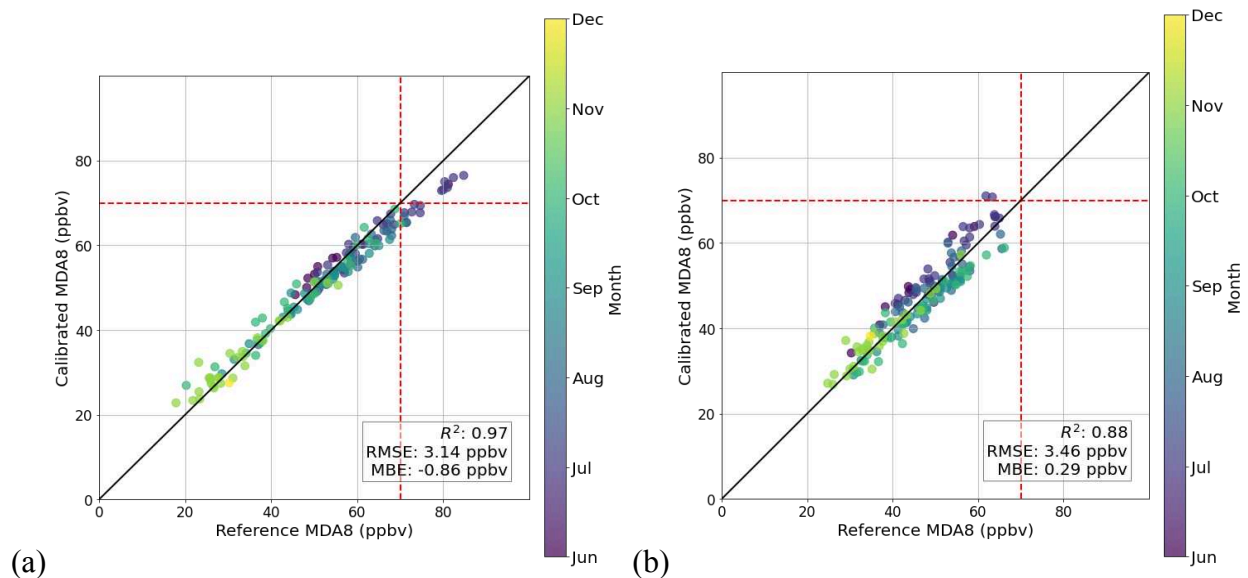 Dec
Nov
Oct
Sep
Aug
Jul
Jun
Month
80
60
40
20
0
Calibrated MDA8 (ppbv)
R²: 0.97
RMSE: 3.14 ppbv
MBE: -0.86 ppbv
0 20 40 60 80
Reference MDA8 (ppbv)
(a)
Dec
Nov
Oct
Sep
Aug
Jul
Jun
Month
80
60
40
20
0
Calibrated MDA8 (ppbv)
R²: 0.88
RMSE: 3.46 ppbv
MBE: 0.29 ppbv
0 20 40 60 80
Reference MDA8 (ppbv)
(b)